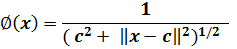 ∅(x) = 1 / ( c² + ‖x − c‖²)^1/2